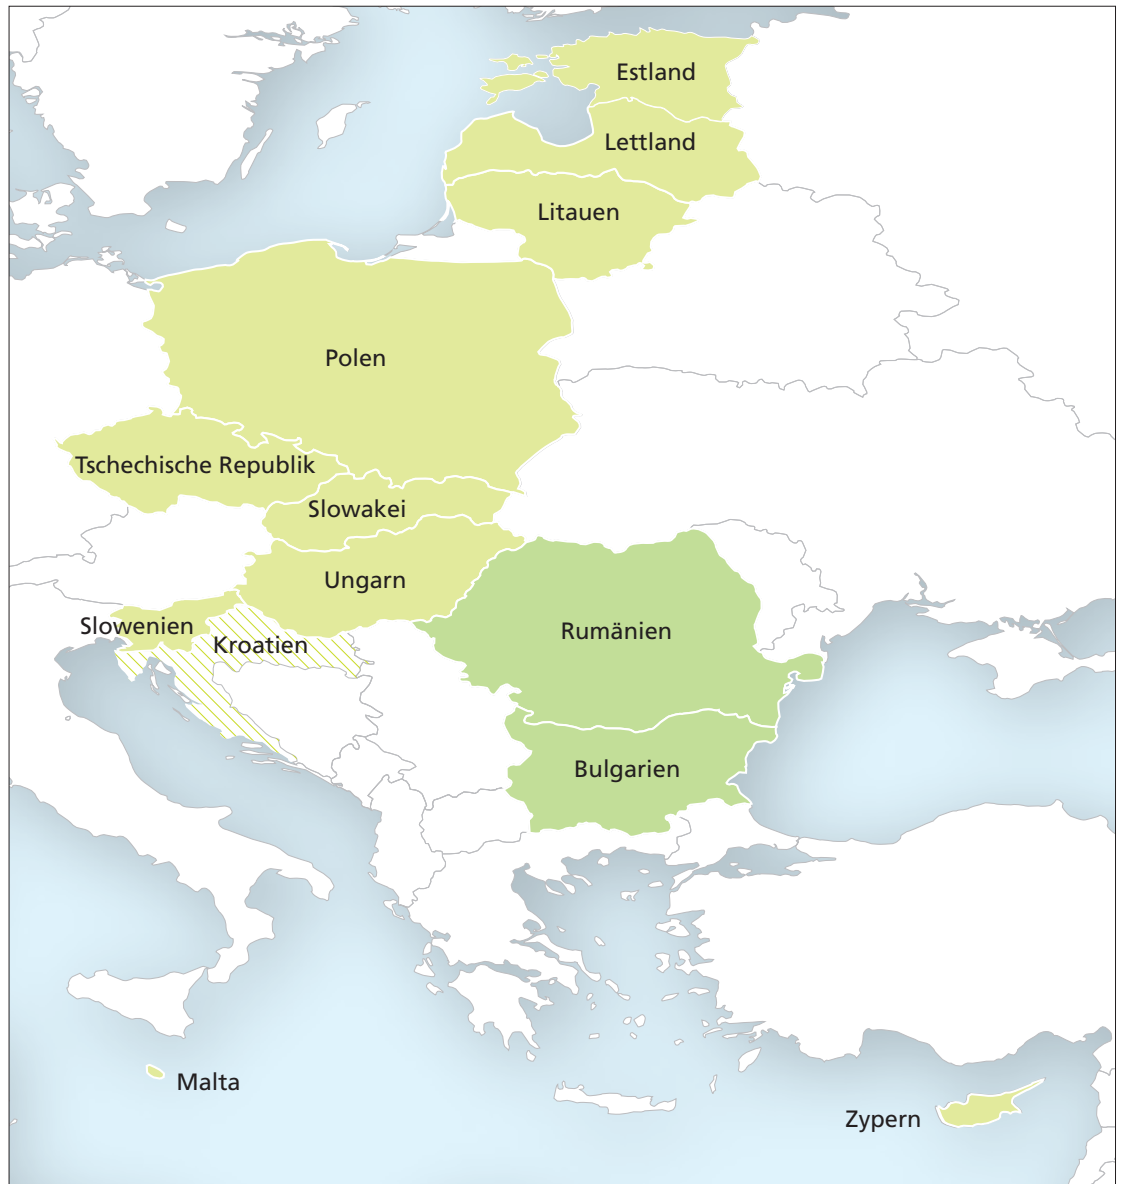 Estland
Lettland
Litauen
Polen
Tschechische Republik
Slowakei
Ungarn
Slowenien
Kroatien
Rumänien
Bulgarien
Malta
Zypern